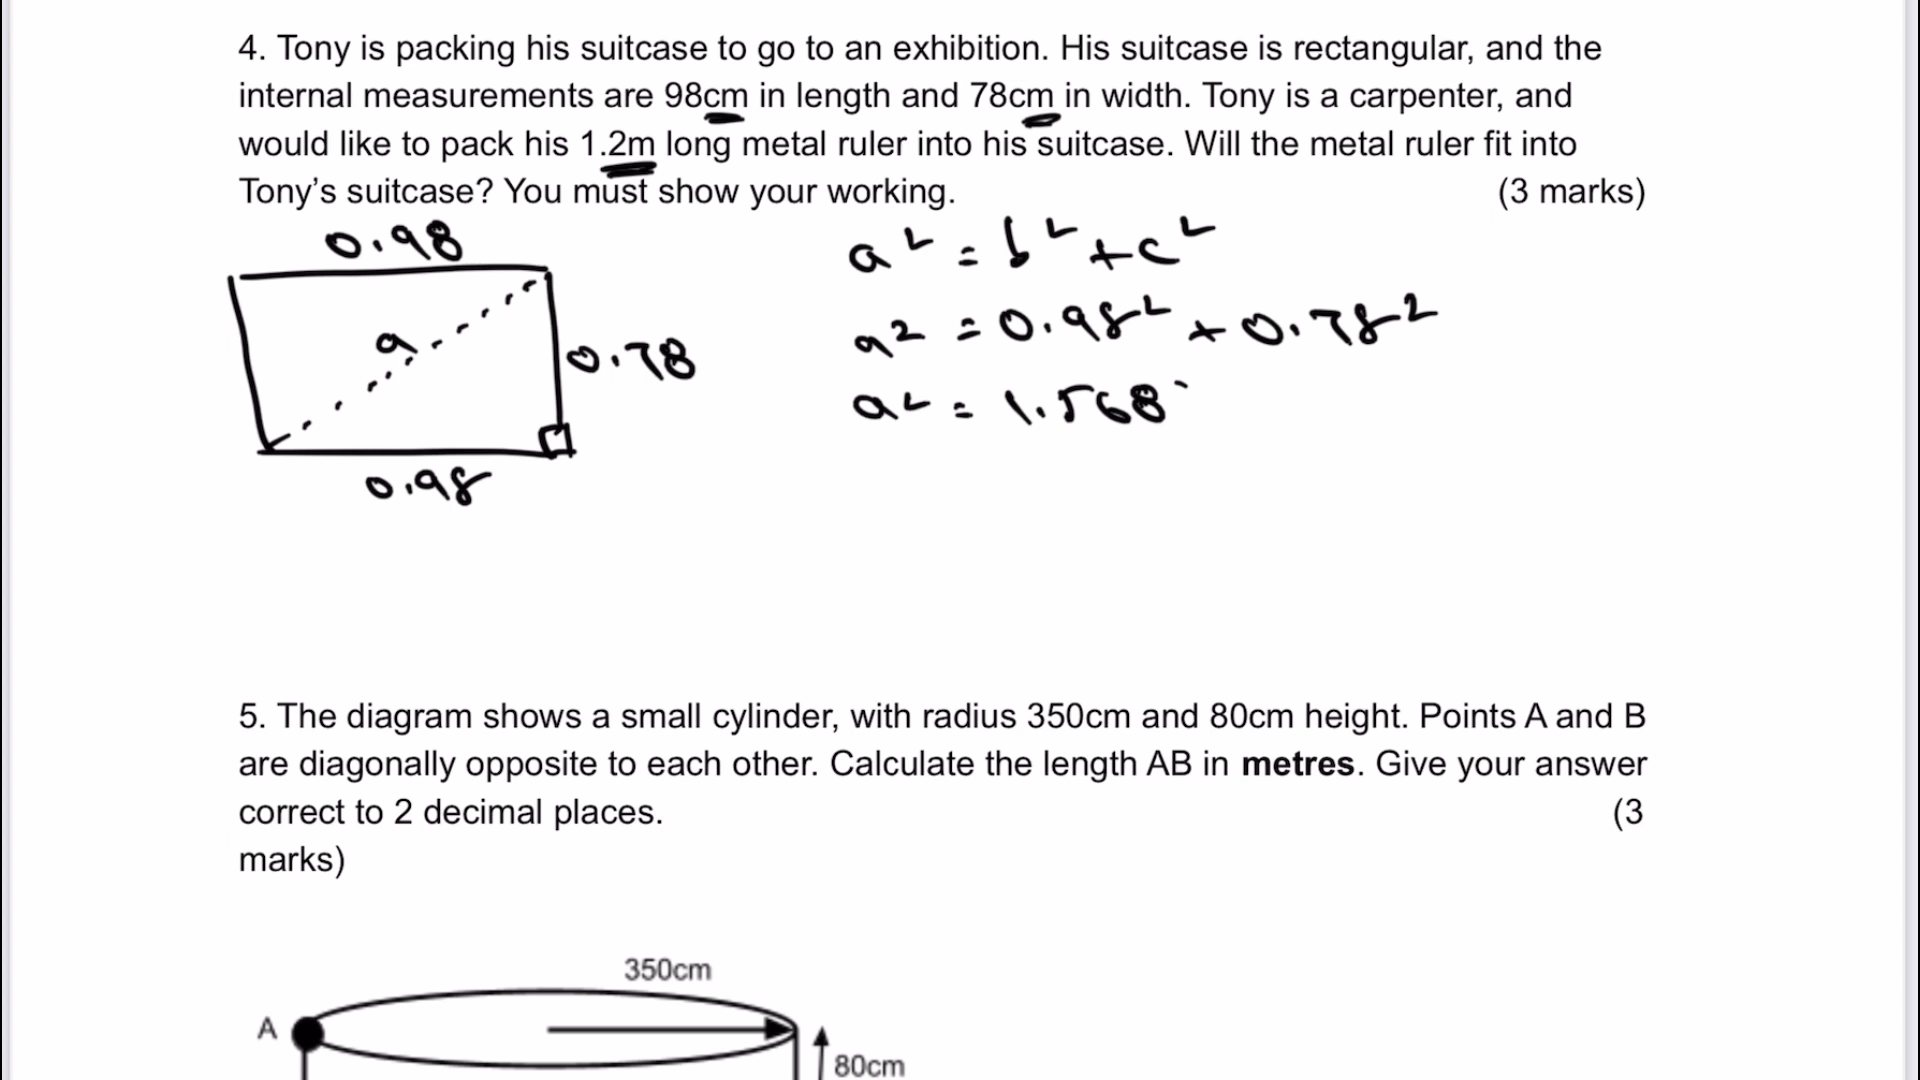 4. Tony is packing his suitcase to go to an exhibition. His suitcase is rectangular, and the
internal measurements are 98cm in length and 78cm in width. Tony is a carpenter, and
would like to pack his 1.2m long metal ruler into his suitcase. Will the metal ruler fit into
Tony’s suitcase? You must show your working. (3 marks)
0.98
a
0.78
0.98
a² = b² + c²
a² = 0.98² + 0.78²
a² = 1.568
5. The diagram shows a small cylinder, with radius 350cm and 80cm height. Points A and B
are diagonally opposite to each other. Calculate the length AB in metres. Give your answer
correct to 2 decimal places. (3
marks)
350cm
A
80cm